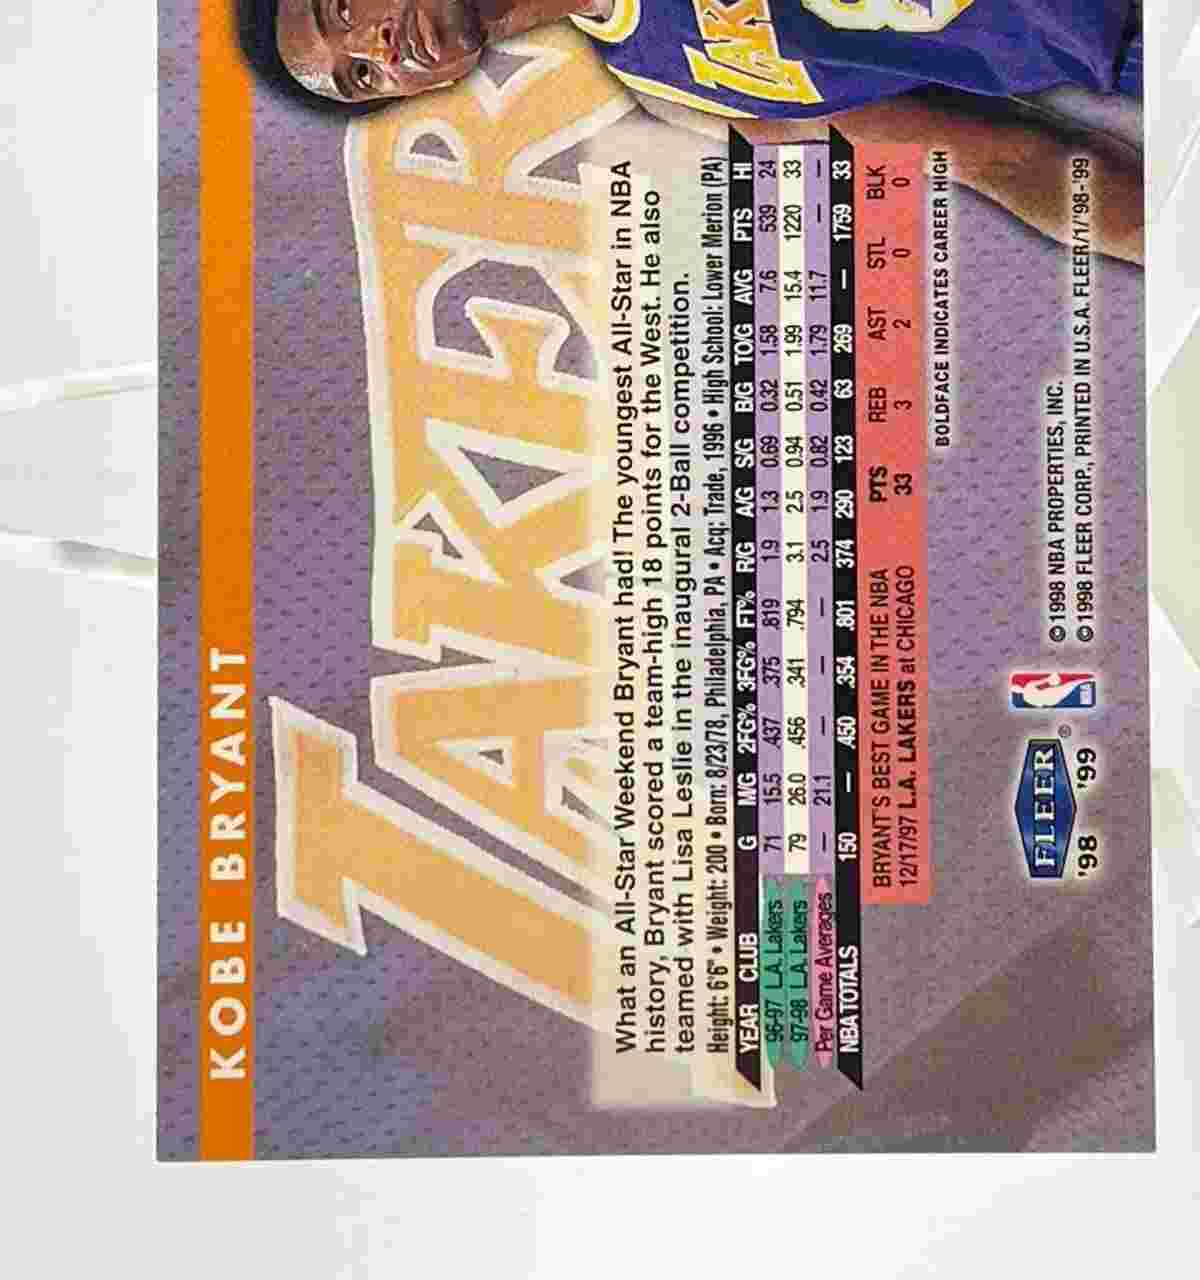 KOBE BRYANT
LAKER
LAK
What an All-Star Weekend Bryant had! The youngest All-Star in NBA
history, Bryant scored a team-high 18 points for the West. He also
teamed with Lisa Leslie in the inaugural 2-Ball competition.
Height: 6'6" • Weight: 200 • Born: 8/23/78, Philadelphia, PA • Acq: Trade, 1996 • High School: Lower Merion (PA)
YEAR CLUB G M/G 2FG% 3FG% FT% R/G A/G S/G B/G TO/G AVG PTS HI
96-97 L.A. Lakers 71 15.5 .437 .375 .819 1.9 1.3 0.69 0.32 1.58 7.6 539 24
97-98 L.A. Lakers 79 26.0 .456 .341 .794 3.1 2.5 0.94 0.51 1.99 15.4 1220 33
Per Game Averages — 21.1 — — — 2.5 1.9 0.82 0.42 1.79 11.7 — —
NBA TOTALS 150 — .450 .354 .801 374 290 123 63 269 — 1759 33
BRYANT'S BEST GAME IN THE NBA PTS REB AST STL BLK
12/17/97 L.A. LAKERS at CHICAGO 33 3 2 0 0
BOLDFACE INDICATES CAREER HIGH
FLEER®
'98 '99
NBA
©1998 NBA PROPERTIES, INC.
©1998 FLEER CORP., PRINTED IN U.S.A. FLEER/1/'98-'99